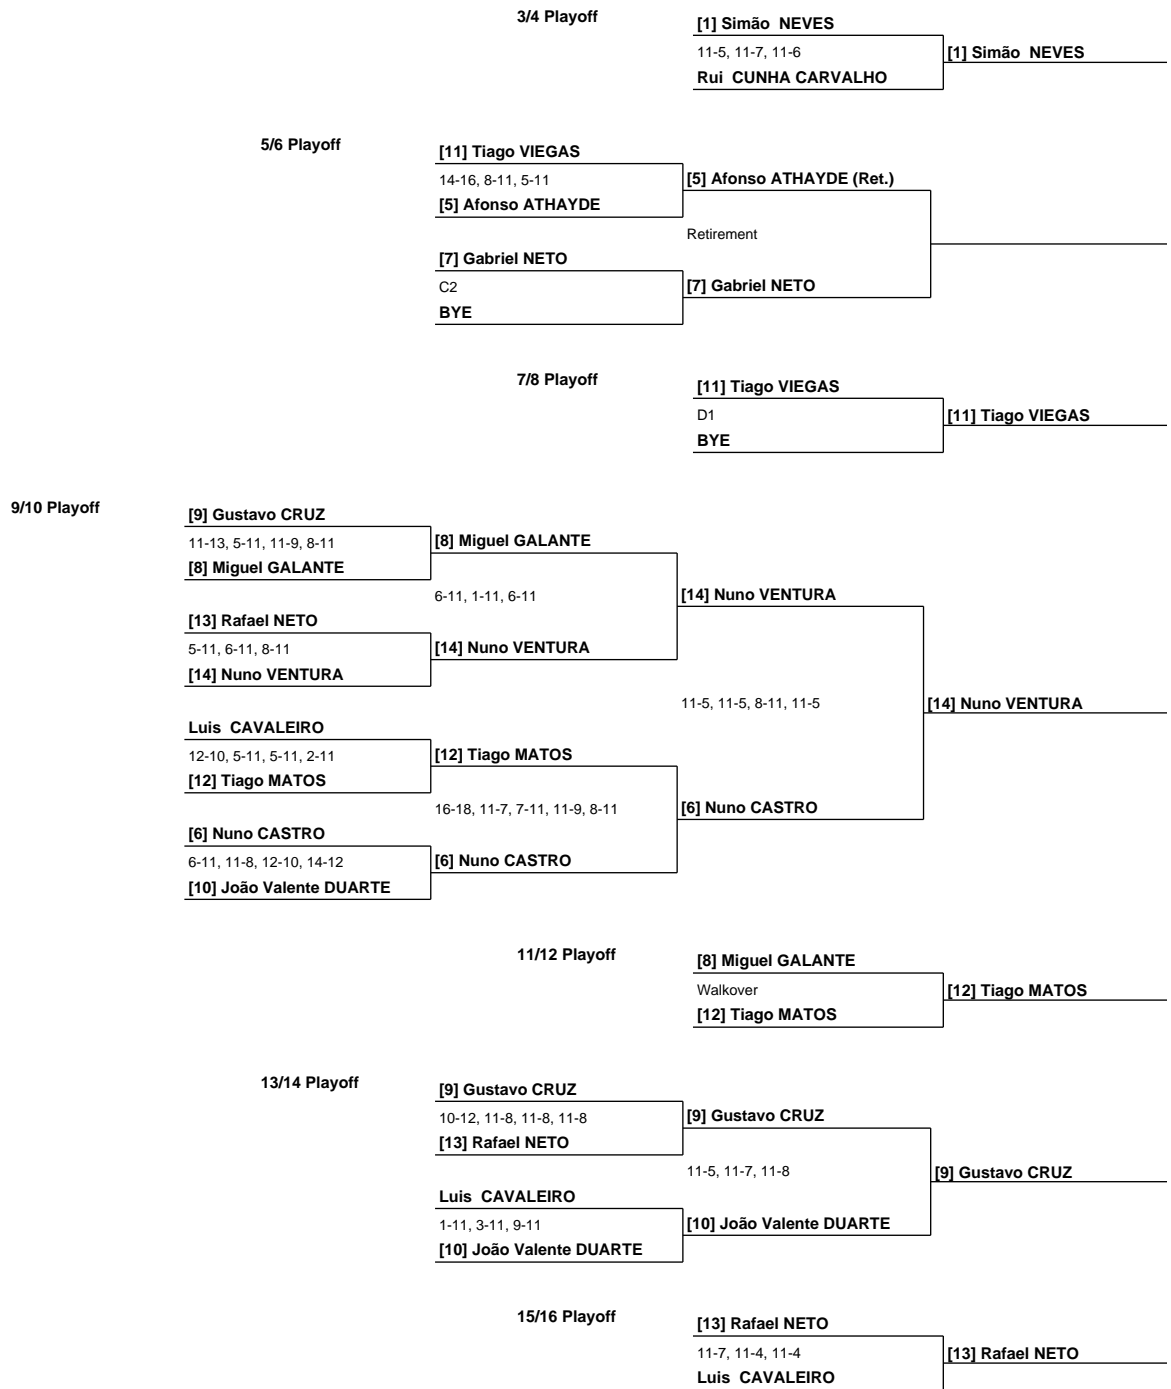 3/4 Playoff
[1] Simão  NEVES
11-5, 11-7, 11-6
[1] Simão  NEVES
Rui  CUNHA CARVALHO
5/6 Playoff
[11] Tiago VIEGAS
14-16, 8-11, 5-11
[5] Afonso ATHAYDE (Ret.)
[5] Afonso ATHAYDE
Retirement
[7] Gabriel NETO
C2
[7] Gabriel NETO
BYE
7/8 Playoff
[11] Tiago VIEGAS
D1
[11] Tiago VIEGAS
BYE
9/10 Playoff
[9] Gustavo CRUZ
11-13, 5-11, 11-9, 8-11
[8] Miguel GALANTE
[8] Miguel GALANTE
6-11, 1-11, 6-11
[14] Nuno VENTURA
[13] Rafael NETO
5-11, 6-11, 8-11
[14] Nuno VENTURA
[14] Nuno VENTURA
11-5, 11-5, 8-11, 11-5
[14] Nuno VENTURA
Luis  CAVALEIRO
12-10, 5-11, 5-11, 2-11
[12] Tiago MATOS
[12] Tiago MATOS
16-18, 11-7, 7-11, 11-9, 8-11
[6] Nuno CASTRO
[6] Nuno CASTRO
6-11, 11-8, 12-10, 14-12
[6] Nuno CASTRO
[10] João Valente DUARTE
11/12 Playoff
[8] Miguel GALANTE
Walkover
[12] Tiago MATOS
[12] Tiago MATOS
13/14 Playoff
[9] Gustavo CRUZ
10-12, 11-8, 11-8, 11-8
[9] Gustavo CRUZ
[13] Rafael NETO
11-5, 11-7, 11-8
[9] Gustavo CRUZ
Luis  CAVALEIRO
1-11, 3-11, 9-11
[10] João Valente DUARTE
[10] João Valente DUARTE
15/16 Playoff
[13] Rafael NETO
11-7, 11-4, 11-4
[13] Rafael NETO
Luis  CAVALEIRO